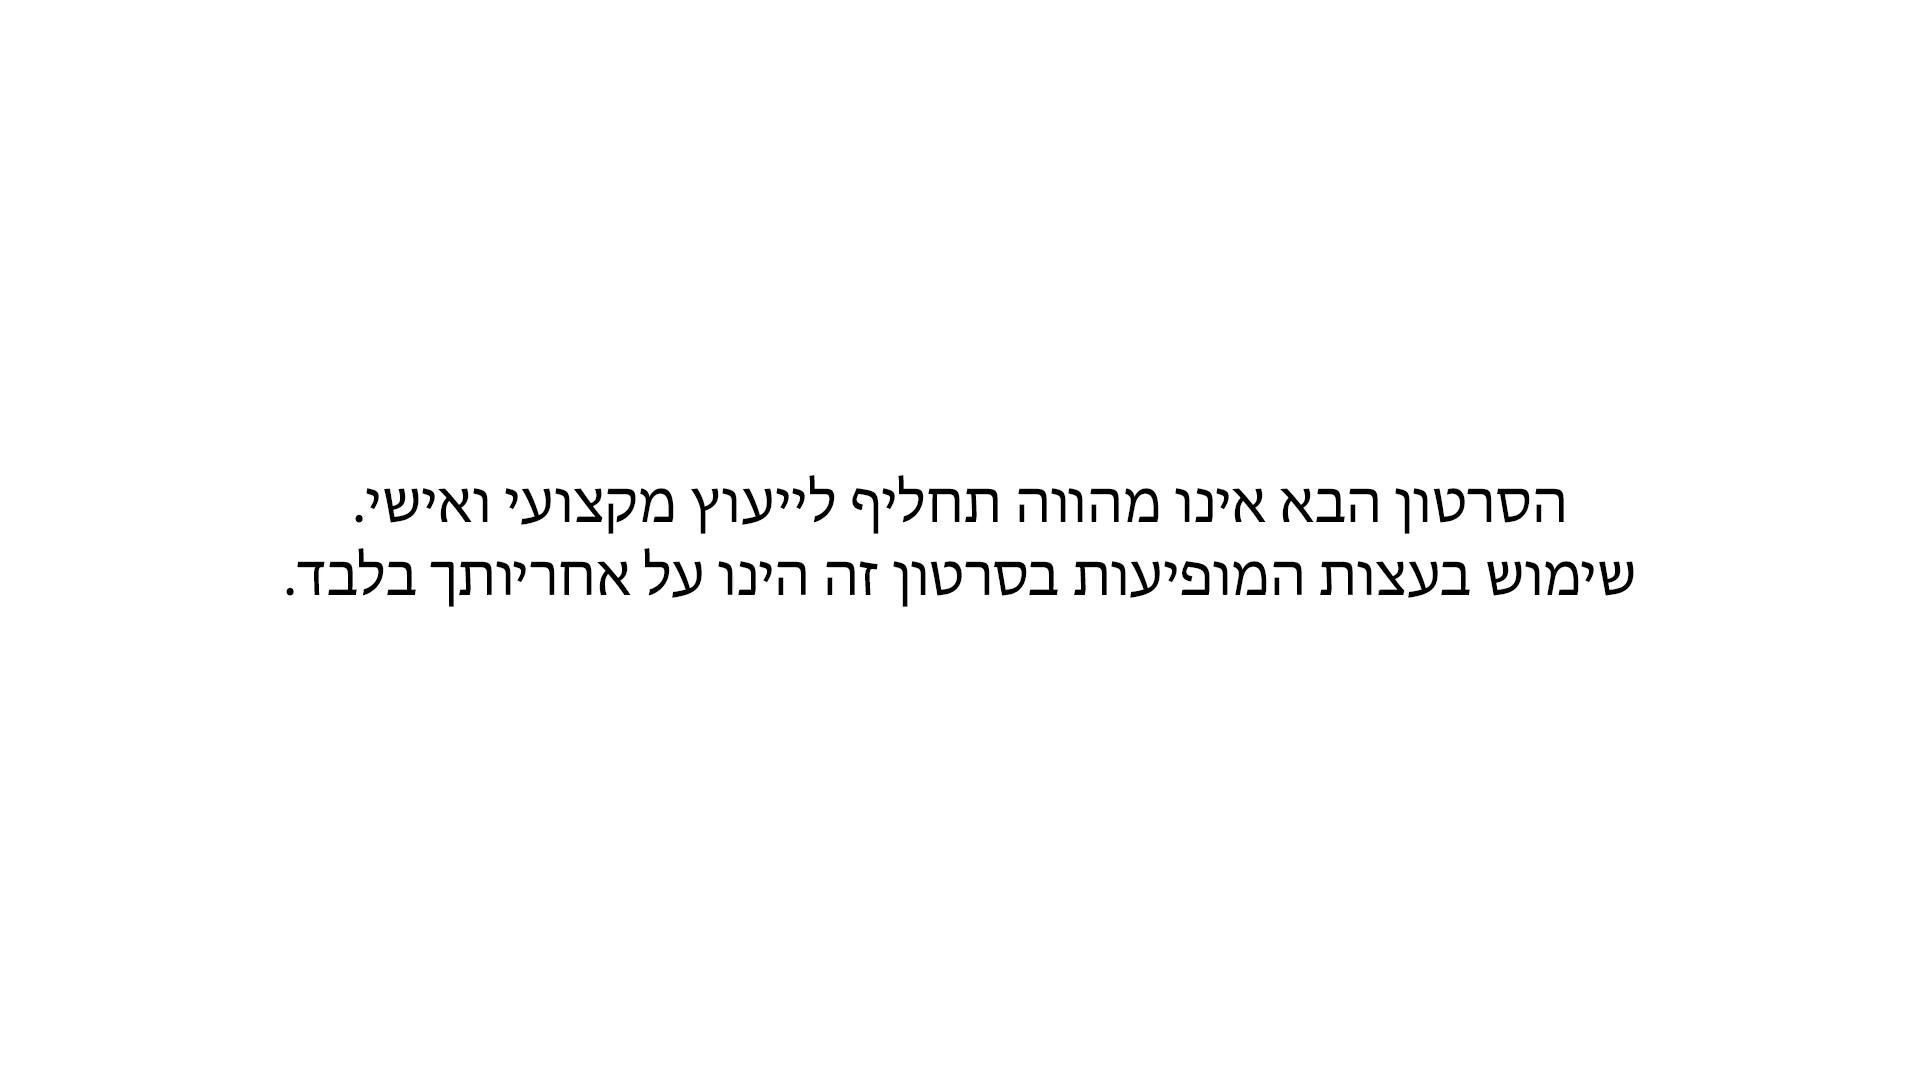 הסרטון הבא אינו מהווה תחליף לייעוץ מקצועי ואישי.
שימוש בעצות המופיעות בסרטון זה הינו על אחריותך בלבד.